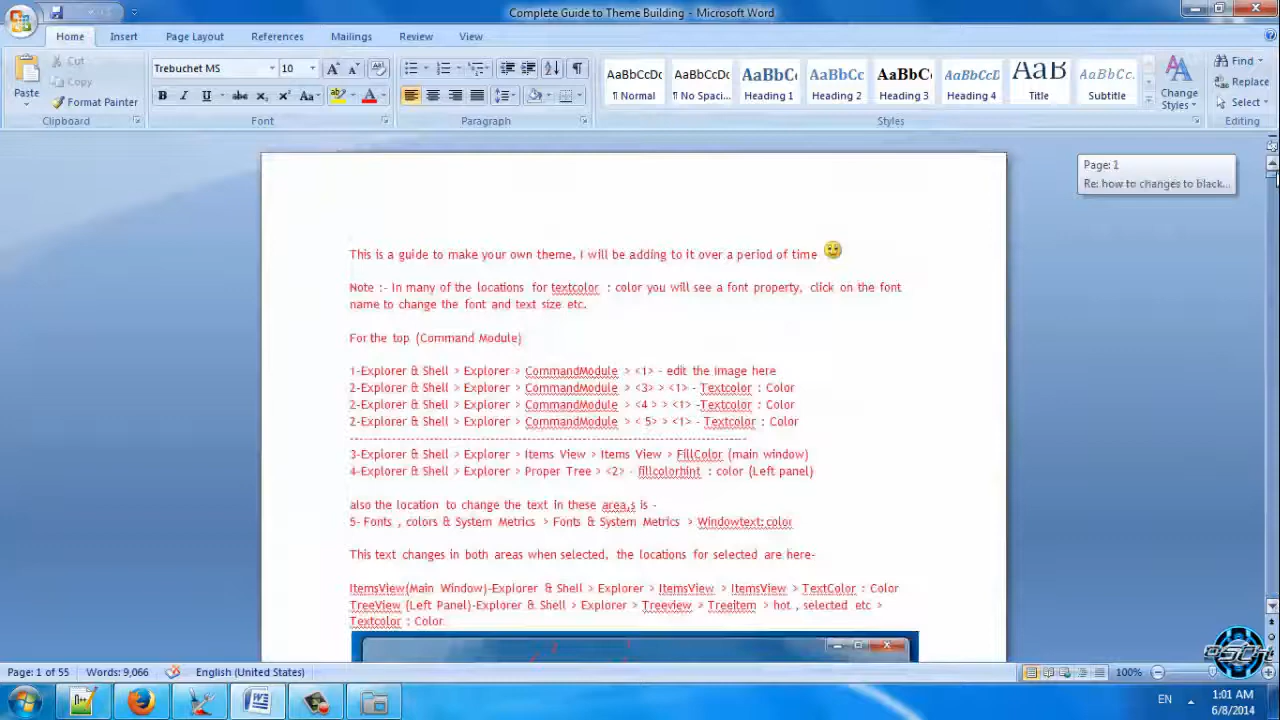 Complete Guide to Theme Building - Microsoft Word
Home Insert Page Layout References Mailings Review View
Paste
Cut
Copy
Format Painter
Clipboard
Trebuchet MS 10
Font
Paragraph
AaBbCcDc AaBbCcDc AaBbCc AaBbCc AaBbCc AaBbCcD AaB AaBbCc.
¶ Normal ¶ No Spaci... Heading 1 Heading 2 Heading 3 Heading 4 Title Subtitle
Change Styles
Styles
Find
Replace
Select
Editing
Page: 2
Re: how to changes to black...
This is a guide to make your own theme, I will be adding to it over a period of time
Note :- In many of the locations for textcolor : color you will see a font property, click on the font
name to change the font and text size etc.
For the top (Command Module)
1-Explorer & Shell > Explorer > CommandModule > <1> - edit the image here
2-Explorer & Shell > Explorer > CommandModule > <3> > <1> - Textcolor : Color
2-Explorer & Shell > Explorer > CommandModule > <4 > > <1> -Textcolor : Color
2-Explorer & Shell > Explorer > CommandModule > < 5> > <1> - Textcolor : Color
3-Explorer & Shell > Explorer > Items View > Items View > FillColor (main window)
4-Explorer & Shell > Explorer > Proper Tree > <2> - fillcolorhint : color (Left panel)
also the location to change the text in these area,s is -
5- Fonts , colors & System Metrics > Fonts & System Metrics > Windowtext: color
This text changes in both areas when selected, the locations for selected are here-
ItemsView(Main Window)-Explorer & Shell > Explorer > ItemsView > ItemsView > TextColor : Color
TreeView (Left Panel)-Explorer & Shell > Explorer > Treeview > Treeitem > hot , selected etc >
Textcolor : Color
Page: 1 of 55 Words: 9,066 English (United States) 100%
EN
1:01 AM
6/8/2014